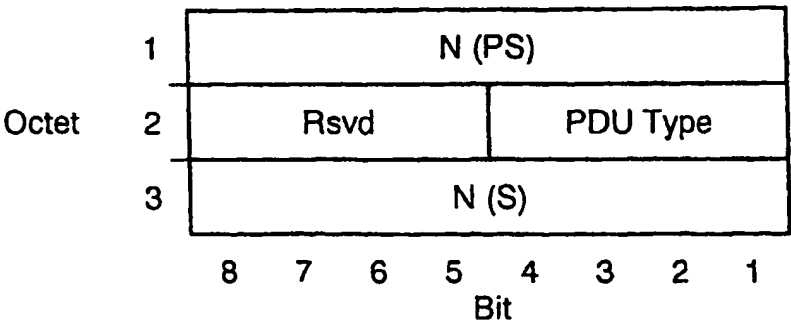 1 N (PS)
Octet 2 Rsvd PDU Type
3 N (S)
8 7 6 5 4 3 2 1
Bit